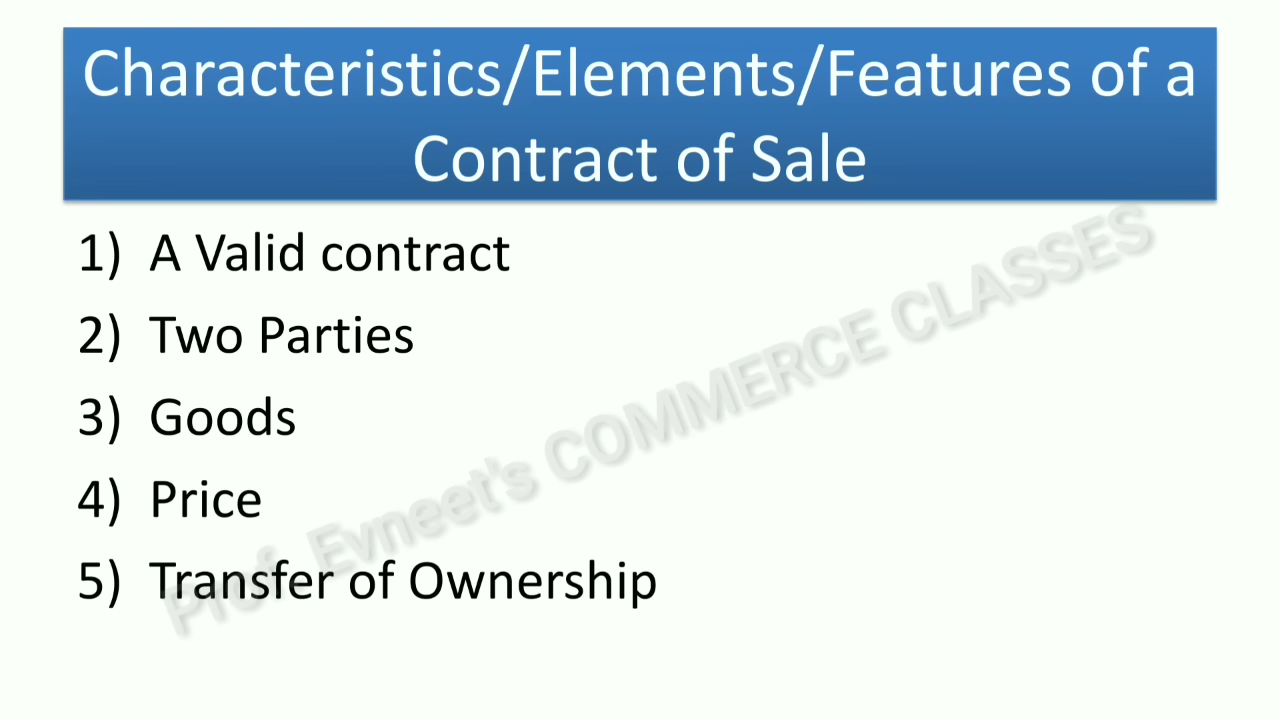 Characteristics/Elements/Features of a
Contract of Sale
1) A Valid contract
2) Two Parties
3) Goods
4) Price
5) Transfer of Ownership
Prof. Evneet's COMMERCE CLASSES